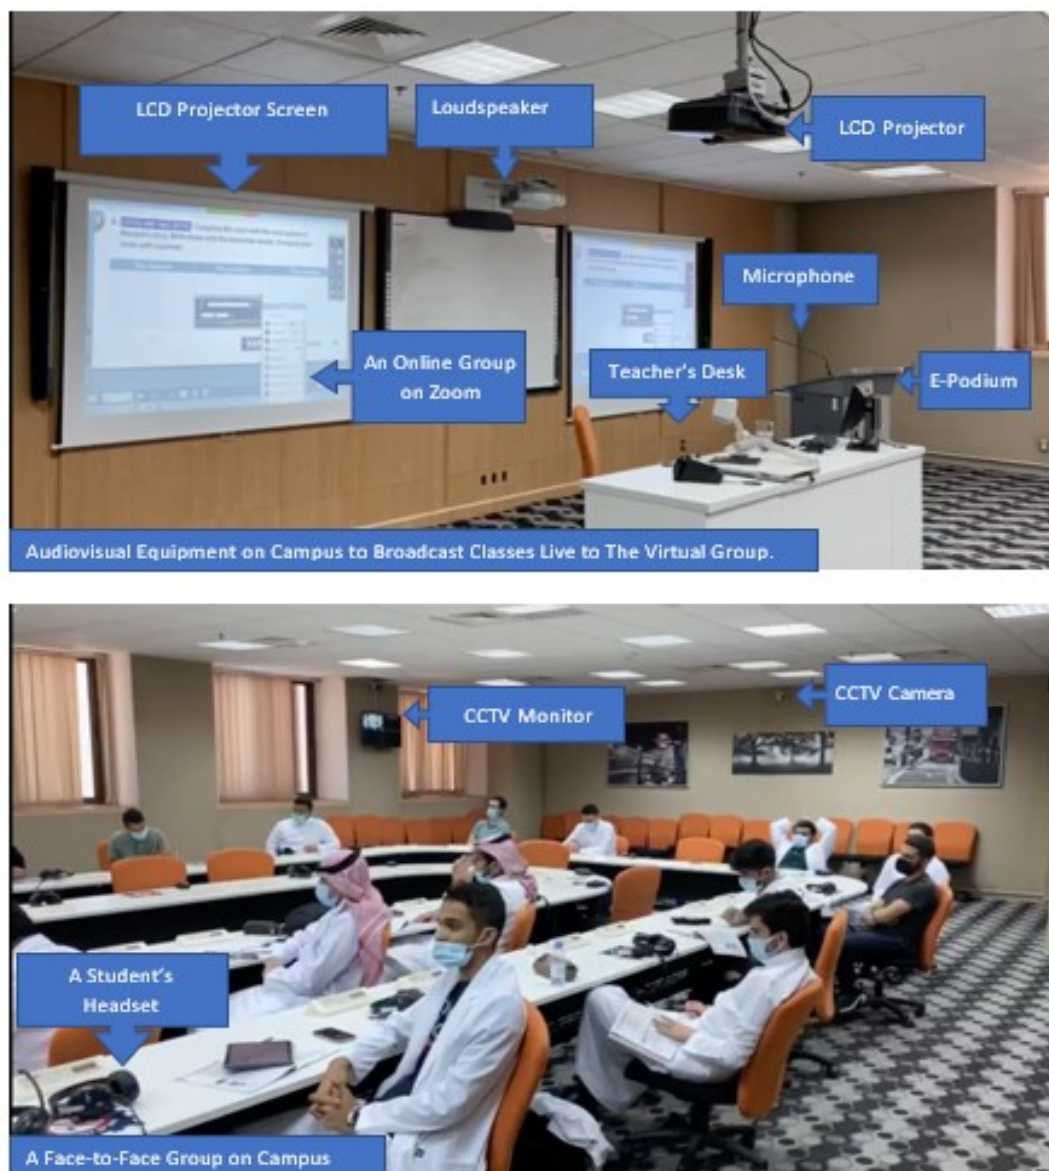 LCD Projector Screen
Loudspeaker
LCD Projector
Microphone
An Online Group
on Zoom
Teacher's Desk
E-Podium
Audiovisual Equipment on Campus to Broadcast Classes Live to The Virtual Group.
CCTV Monitor
CCTV Camera
A Student's
Headset
A Face-to-Face Group on Campus